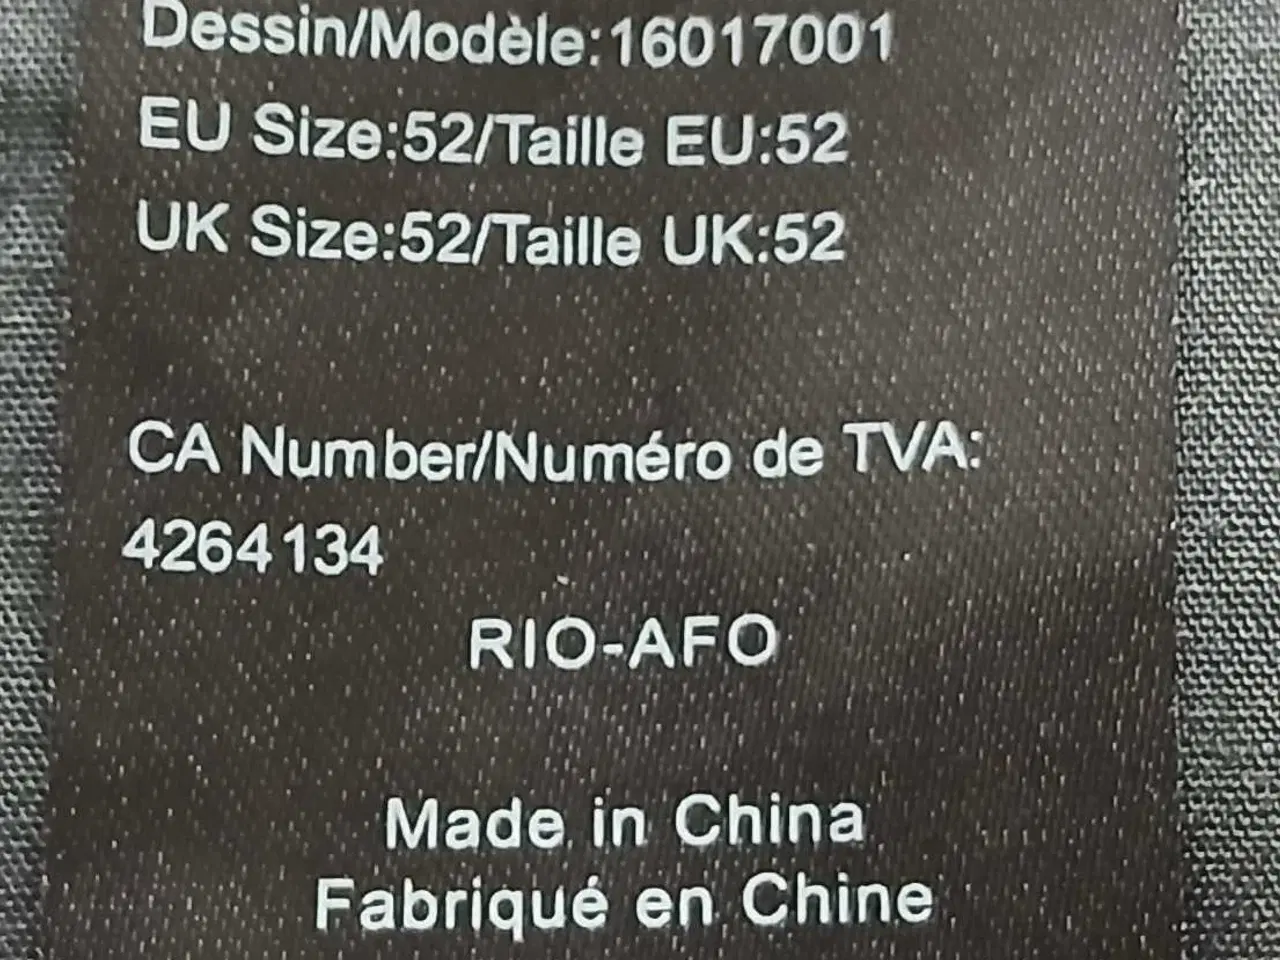 Dessin/Modèle:16017001
EU Size:52/Taille EU:52
UK Size:52/Taille UK:52
CA Number/Numéro de TVA:
4264134
RIO-AFO
Made in China
Fabriqué en Chine